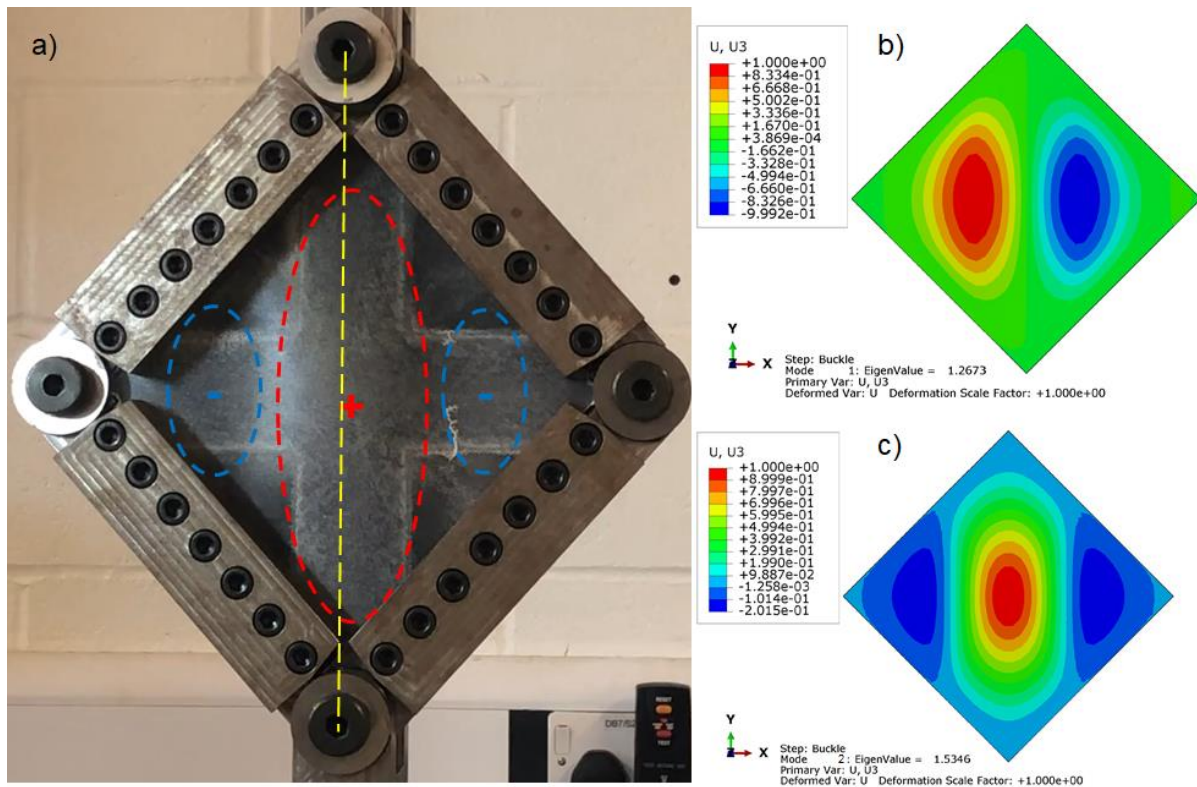 a)
-
+
-
RESET
TEST
b)
U, U3
+1.000e+00
+8.334e-01
+6.668e-01
+5.002e-01
+3.336e-01
+1.670e-01
+3.869e-04
-1.662e-01
-3.328e-01
-4.994e-01
-6.660e-01
-8.326e-01
-9.992e-01
Y
Z X
Step: Buckle
Mode 1: EigenValue = 1.2673
Primary Var: U, U3
Deformed Var: U Deformation Scale Factor: +1.000e+00
c)
U, U3
+1.000e+00
+8.999e-01
+7.997e-01
+6.996e-01
+5.995e-01
+4.994e-01
+3.992e-01
+2.991e-01
+1.990e-01
+9.887e-02
-1.258e-03
-1.014e-01
-2.015e-01
Y
Z X
Step: Buckle
Mode 2: EigenValue = 1.5346
Primary Var: U, U3
Deformed Var: U Deformation Scale Factor: +1.000e+00